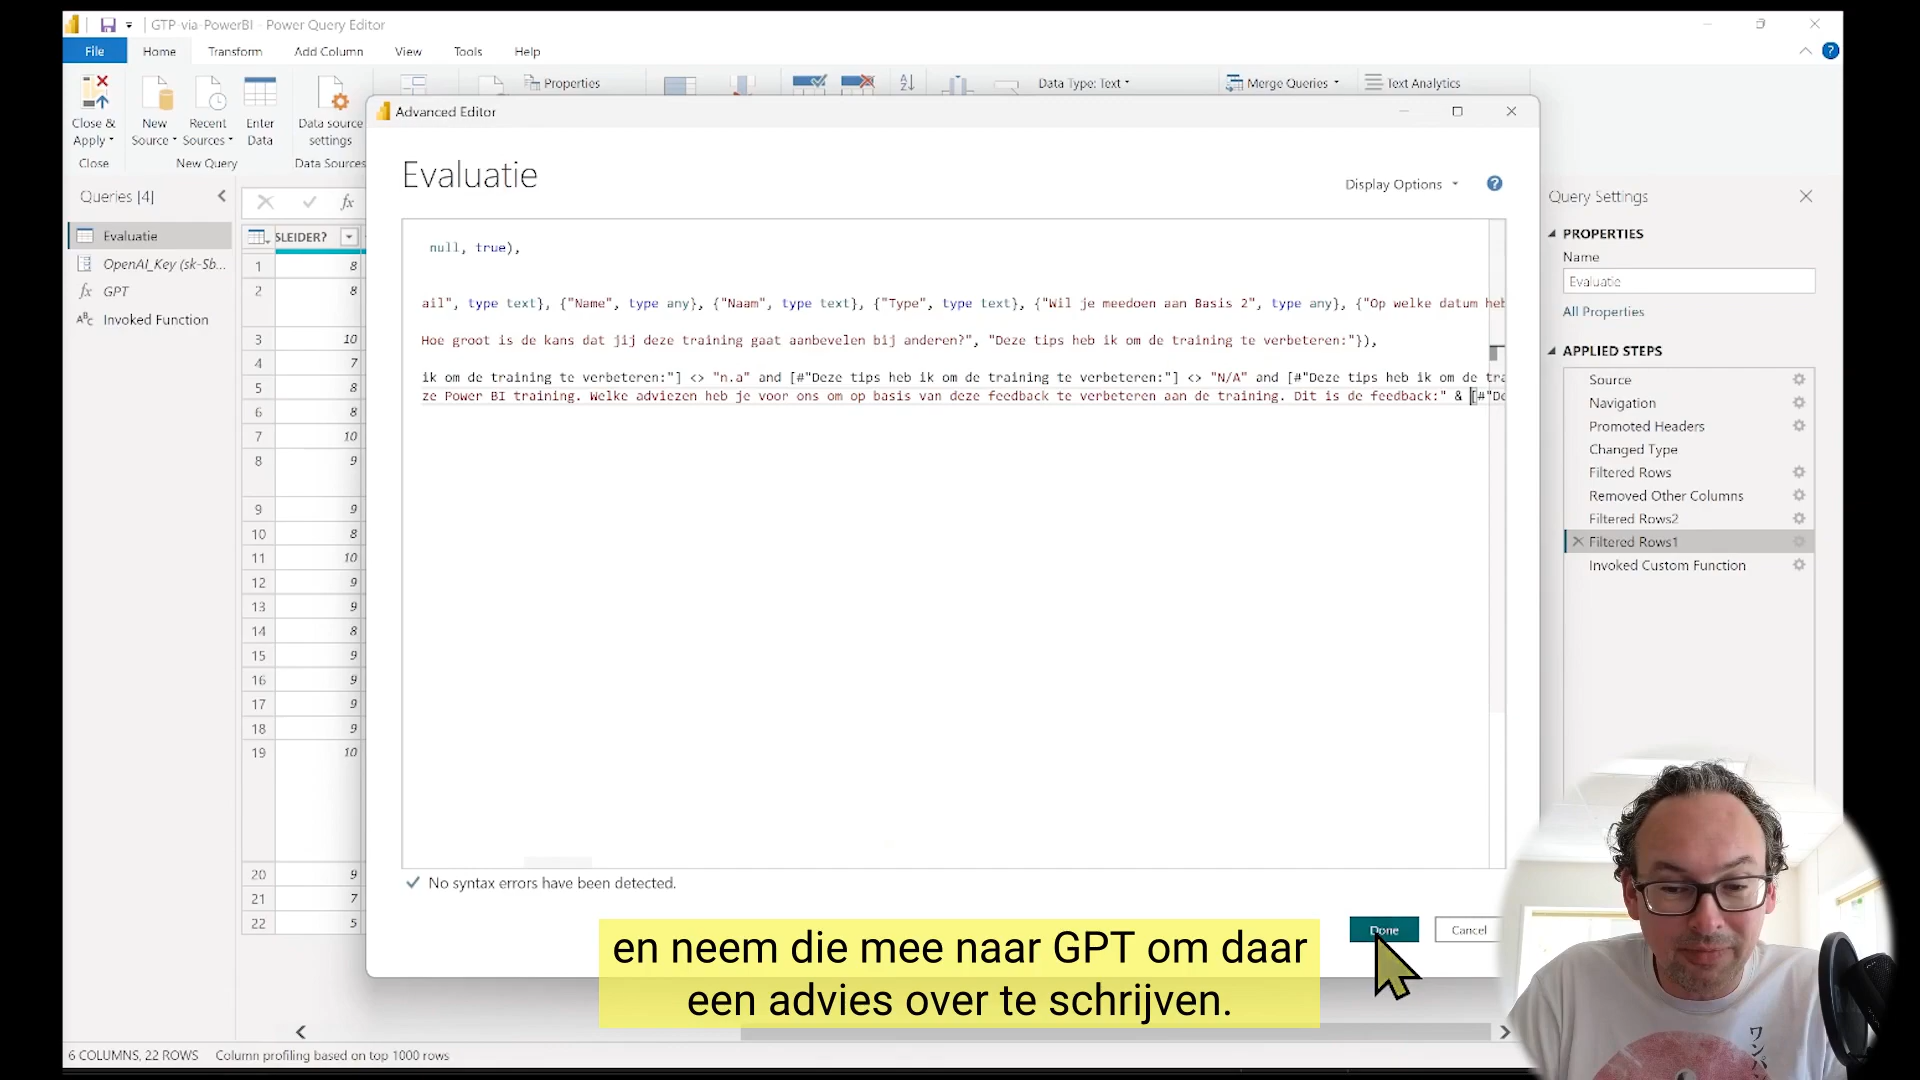 GTP-via-PowerBI - Power Query Editor
File Home Transform Add Column View Tools Help
Close & Apply
New Source
Recent Sources
Enter Data
Data source settings
Properties
Data Type: Text
Merge Queries
Text Analytics
Close
New Query
Data Sources
Queries [4]
Evaluatie
OpenAI_Key (sk-Sb...
fx GPT
ABC Invoked Function
fx
SLEIDER?
1 8
2 8
3 10
4 7
5 8
6 8
7 10
8 9
9 9
10 8
11 10
12 9
13 9
14 8
15 9
16 9
17 9
18 9
19 10
20 9
21 7
22 5
Advanced Editor
Evaluatie
Display Options
null, true),
ail", type text}, {"Name", type any}, {"Naam", type text}, {"Type", type text}, {"Wil je meedoen aan Basis 2", type any}, {"Op welke datum heb
Hoe groot is de kans dat jij deze training gaat aanbevelen bij anderen?", "Deze tips heb ik om de training te verbeteren:"}),
ik om de training te verbeteren:"] <> "n.a" and [#"Deze tips heb ik om de training te verbeteren:"] <> "N/A" and [#"Deze tips heb ik om de tra
ze Power BI training. Welke adviezen heb je voor ons om op basis van deze feedback te verbeteren aan de training. Dit is de feedback:" & [#"De
No syntax errors have been detected.
Done
Cancel
Query Settings
PROPERTIES
Name
Evaluatie
All Properties
APPLIED STEPS
Source
Navigation
Promoted Headers
Changed Type
Filtered Rows
Removed Other Columns
Filtered Rows2
Filtered Rows1
Invoked Custom Function
en neem die mee naar GPT om daar
een advies over te schrijven.
6 COLUMNS, 22 ROWS Column profiling based on top 1000 rows
ワンパン